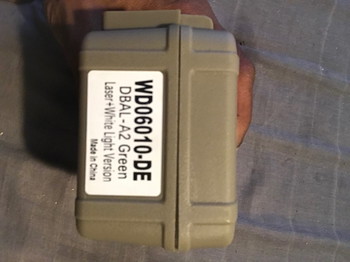 WD06010-DE
DBAL-A2 Green
Laser+White Light Version
Made in China